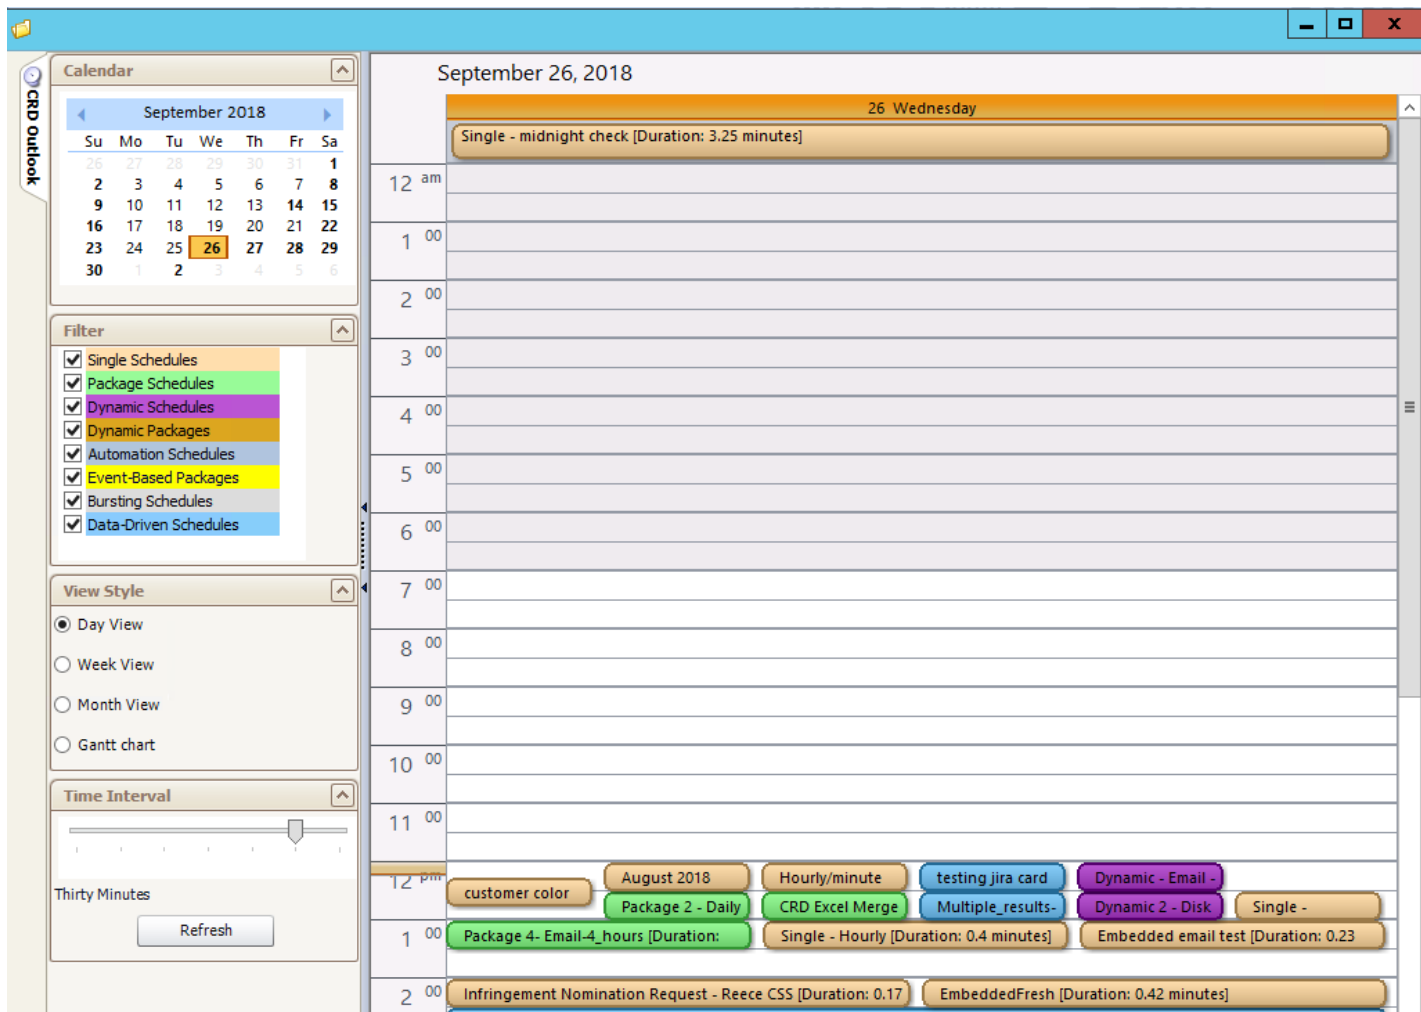 CRD Outlook
Calendar
September 2018
Su Mo Tu We Th Fr Sa
26 27 28 29 30 31 1
2 3 4 5 6 7 8
9 10 11 12 13 14 15
16 17 18 19 20 21 22
23 24 25 26 27 28 29
30 1 2 3 4 5 6
Filter
Single Schedules
Package Schedules
Dynamic Schedules
Dynamic Packages
Automation Schedules
Event-Based Packages
Bursting Schedules
Data-Driven Schedules
View Style
Day View
Week View
Month View
Gantt chart
Time Interval
Thirty Minutes
Refresh
September 26, 2018
26 Wednesday
Single - midnight check [Duration: 3.25 minutes]
12 am
1 00
2 00
3 00
4 00
5 00
6 00
7 00
8 00
9 00
10 00
11 00
12 pm
customer color
August 2018
Hourly/minute
testing jira card
Dynamic - Email -
Package 2 - Daily
CRD Excel Merge
Multiple_results-
Dynamic 2 - Disk
Single -
1 00
Package 4- Email-4_hours [Duration:
Single - Hourly [Duration: 0.4 minutes]
Embedded email test [Duration: 0.23
2 00
Infringement Nomination Request - Reece CSS [Duration: 0.17
EmbeddedFresh [Duration: 0.42 minutes]